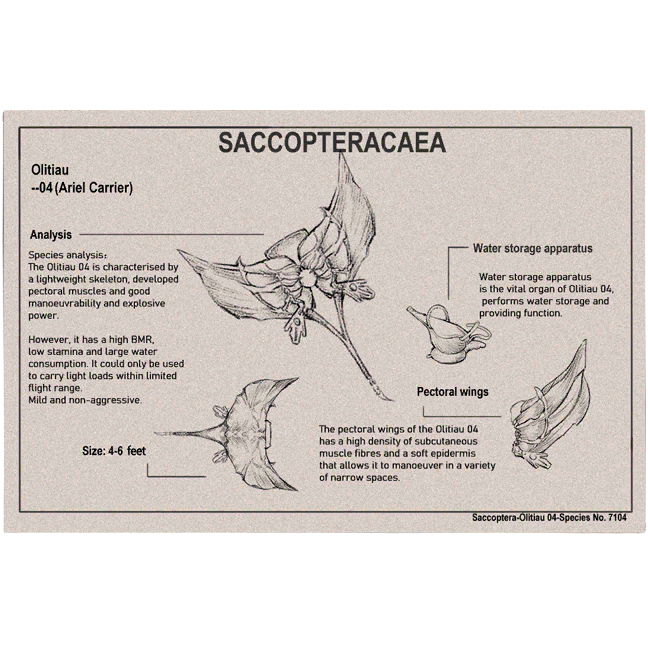 SACCOPTERACAEA
Olitiau
--04 (Ariel Carrier)
Analysis
Species analysis:
The Olitiau 04 is characterised by
a lightweight skeleton, developed
pectoral muscles and good
manoeuvrability and explosive
power.
However, it has a high BMR,
low stamina and large water
consumption. It could only be used
to carry light loads within limited
flight range.
Mild and non-aggressive.
Water storage apparatus
Water storage apparatus
is the vital organ of Olitiau 04,
performs water storage and
providing function.
Pectoral wings
The pectoral wings of the Olitiau 04
has a high density of subcutaneous
muscle fibres and a soft epidermis
that allows it to manoeuver in a variety
of narrow spaces.
Size: 4-6 feet
Saccoptera-Olitiau 04-Species No. 7104